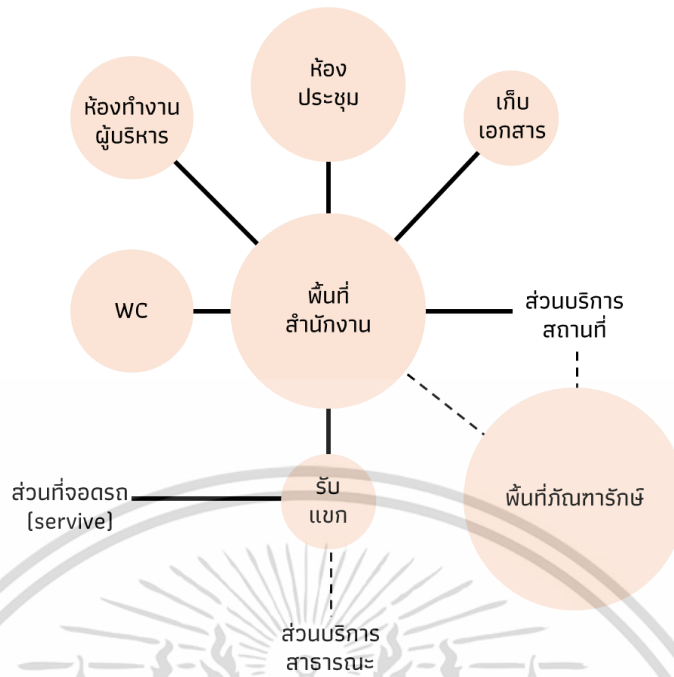 ห้อง
ประชุม
ห้องทำงาน
ผู้บริหาร
เก็บ
เอกสาร
WC
พื้นที่
สำนักงาน
ส่วนบริการ
สถานที่
ส่วนที่จอดรถ
(servive)
รับ
แขก
พื้นที่ภัณฑารักษ์
ส่วนบริการ
สาธารณะ